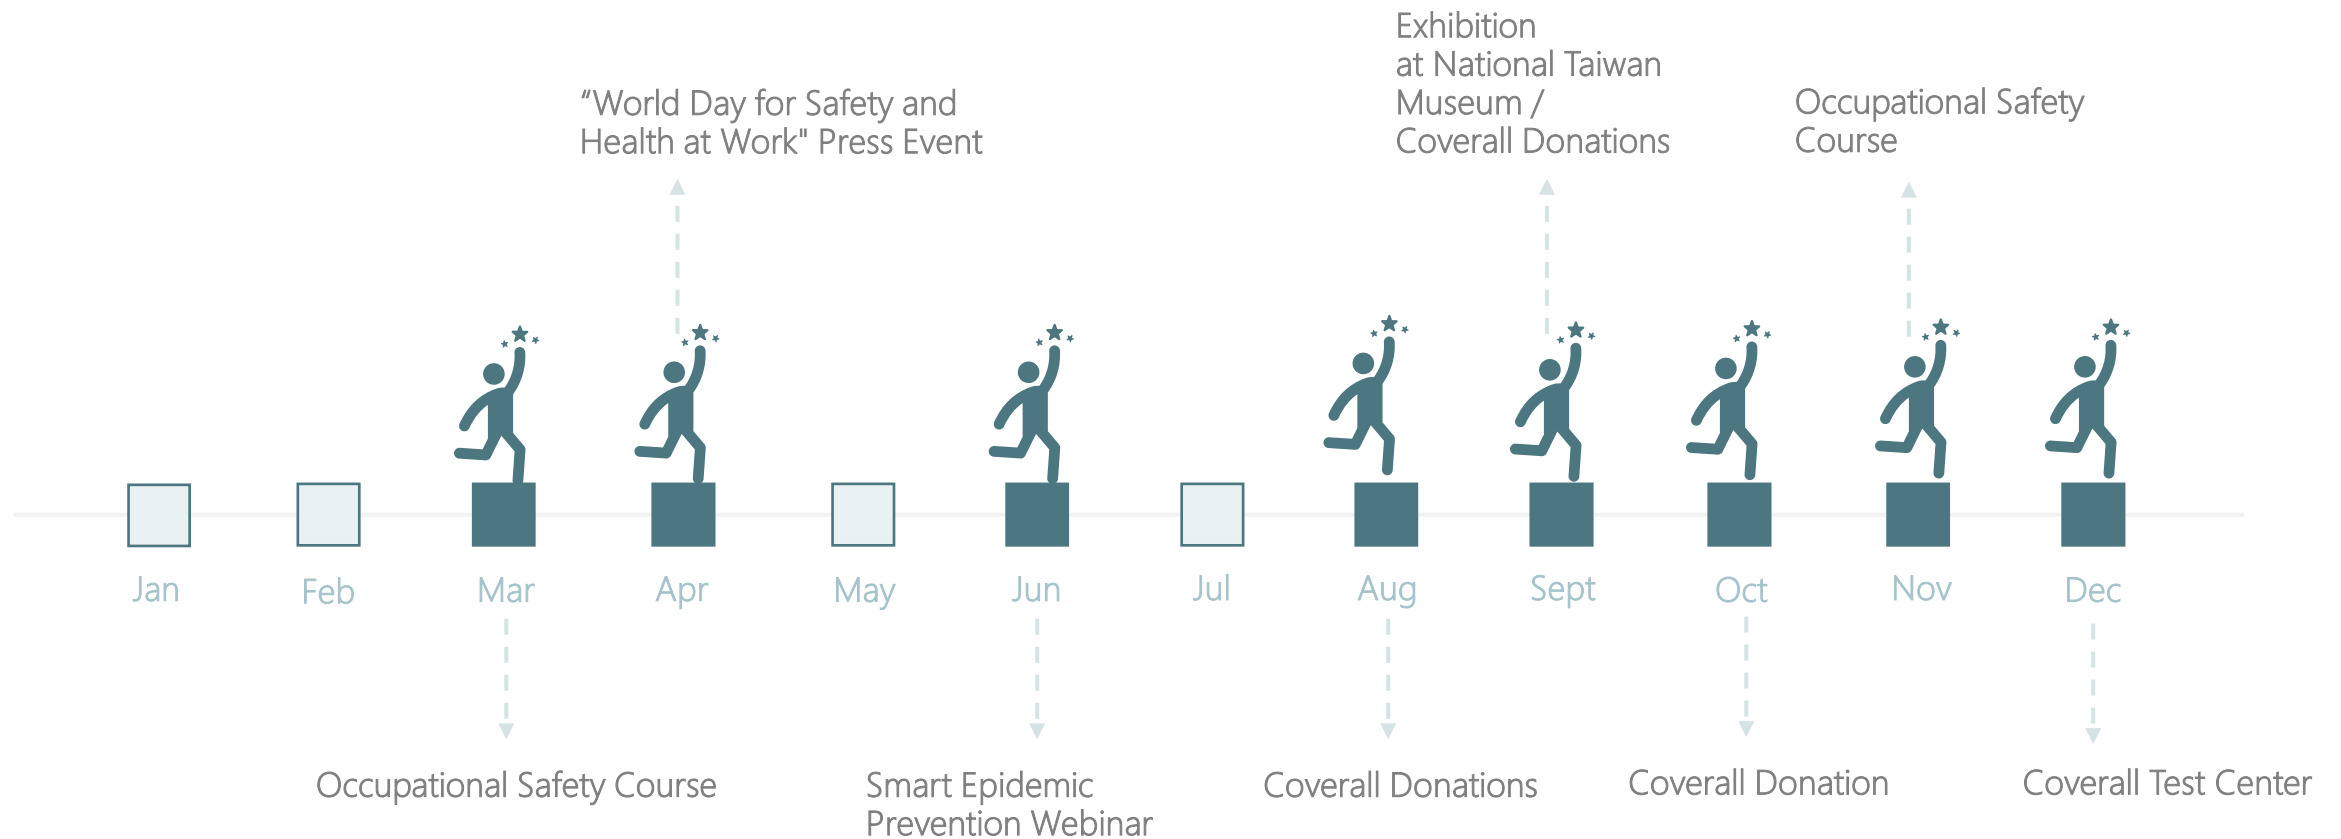 Exhibition
at National Taiwan
Museum /
Coverall Donations
“World Day for Safety and
Health at Work" Press Event
Occupational Safety
Course
Jan
Feb
Mar
Apr
May
Jun
Jul
Aug
Sept
Oct
Nov
Dec
Occupational Safety Course
Smart Epidemic
Prevention Webinar
Coverall Donations
Coverall Donation
Coverall Test Center